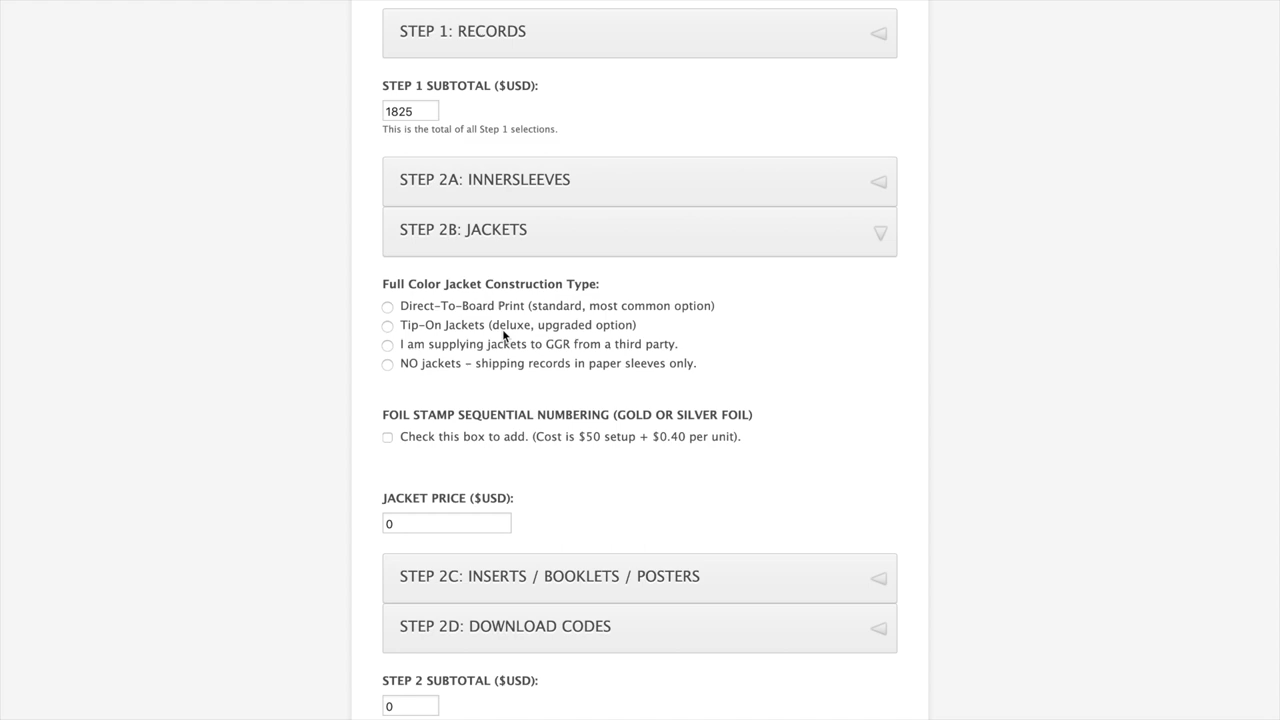 STEP 1: RECORDS
STEP 1 SUBTOTAL ($USD):
1825
This is the total of all Step 1 selections.
STEP 2A: INNERSLEEVES
STEP 2B: JACKETS
Full Color Jacket Construction Type:
Direct-To-Board Print (standard, most common option)
Tip-On Jackets (deluxe, upgraded option)
I am supplying jackets to GGR from a third party.
NO jackets - shipping records in paper sleeves only.
FOIL STAMP SEQUENTIAL NUMBERING (GOLD OR SILVER FOIL)
Check this box to add. (Cost is $50 setup + $0.40 per unit).
JACKET PRICE ($USD):
0
STEP 2C: INSERTS / BOOKLETS / POSTERS
STEP 2D: DOWNLOAD CODES
STEP 2 SUBTOTAL ($USD):
0